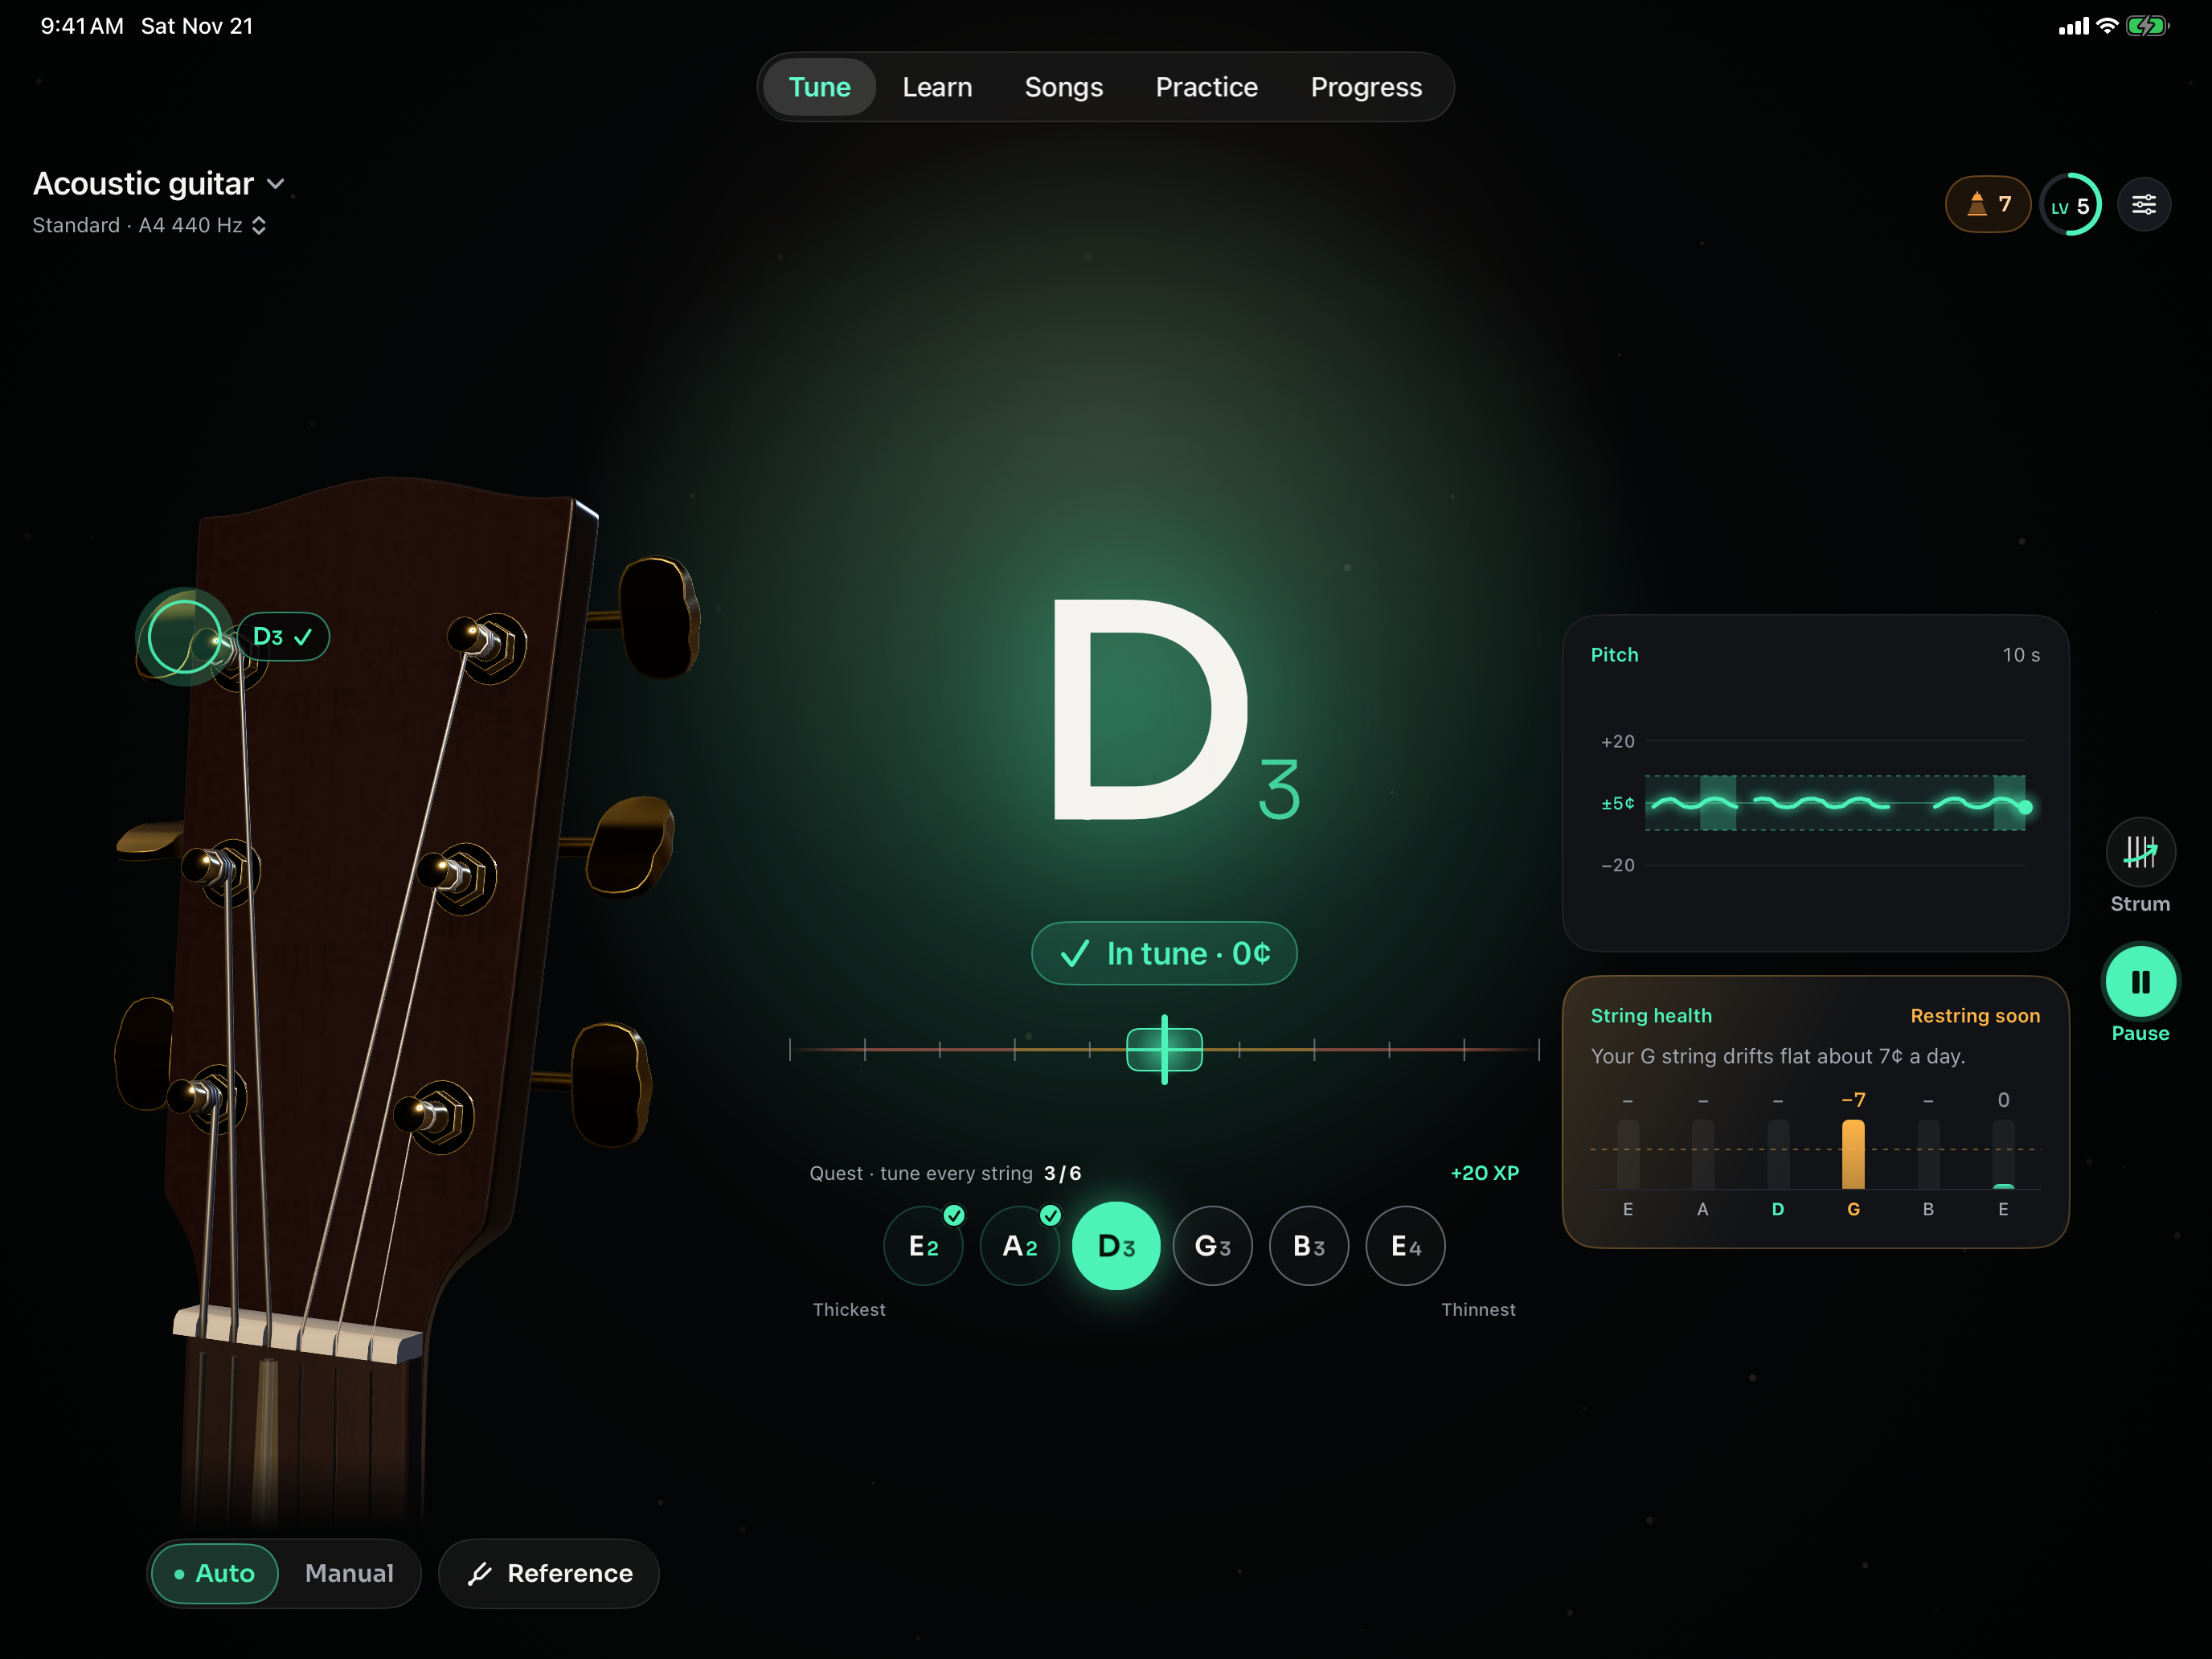 9:41 AM Sat Nov 21
Tune Learn Songs Practice Progress
Acoustic guitar
Standard · A4 440 Hz
7
LV 5
D3 ✓
D3
✓ In tune · 0¢
Pitch 10 s
+20
±5¢
−20
Strum
Pause
String health Restring soon
Your G string drifts flat about 7¢ a day.
– – – −7 – 0
E A D G B E
Quest · tune every string 3/6 +20 XP
E2 A2 D3 G3 B3 E4
Thickest Thinnest
Auto Manual Reference